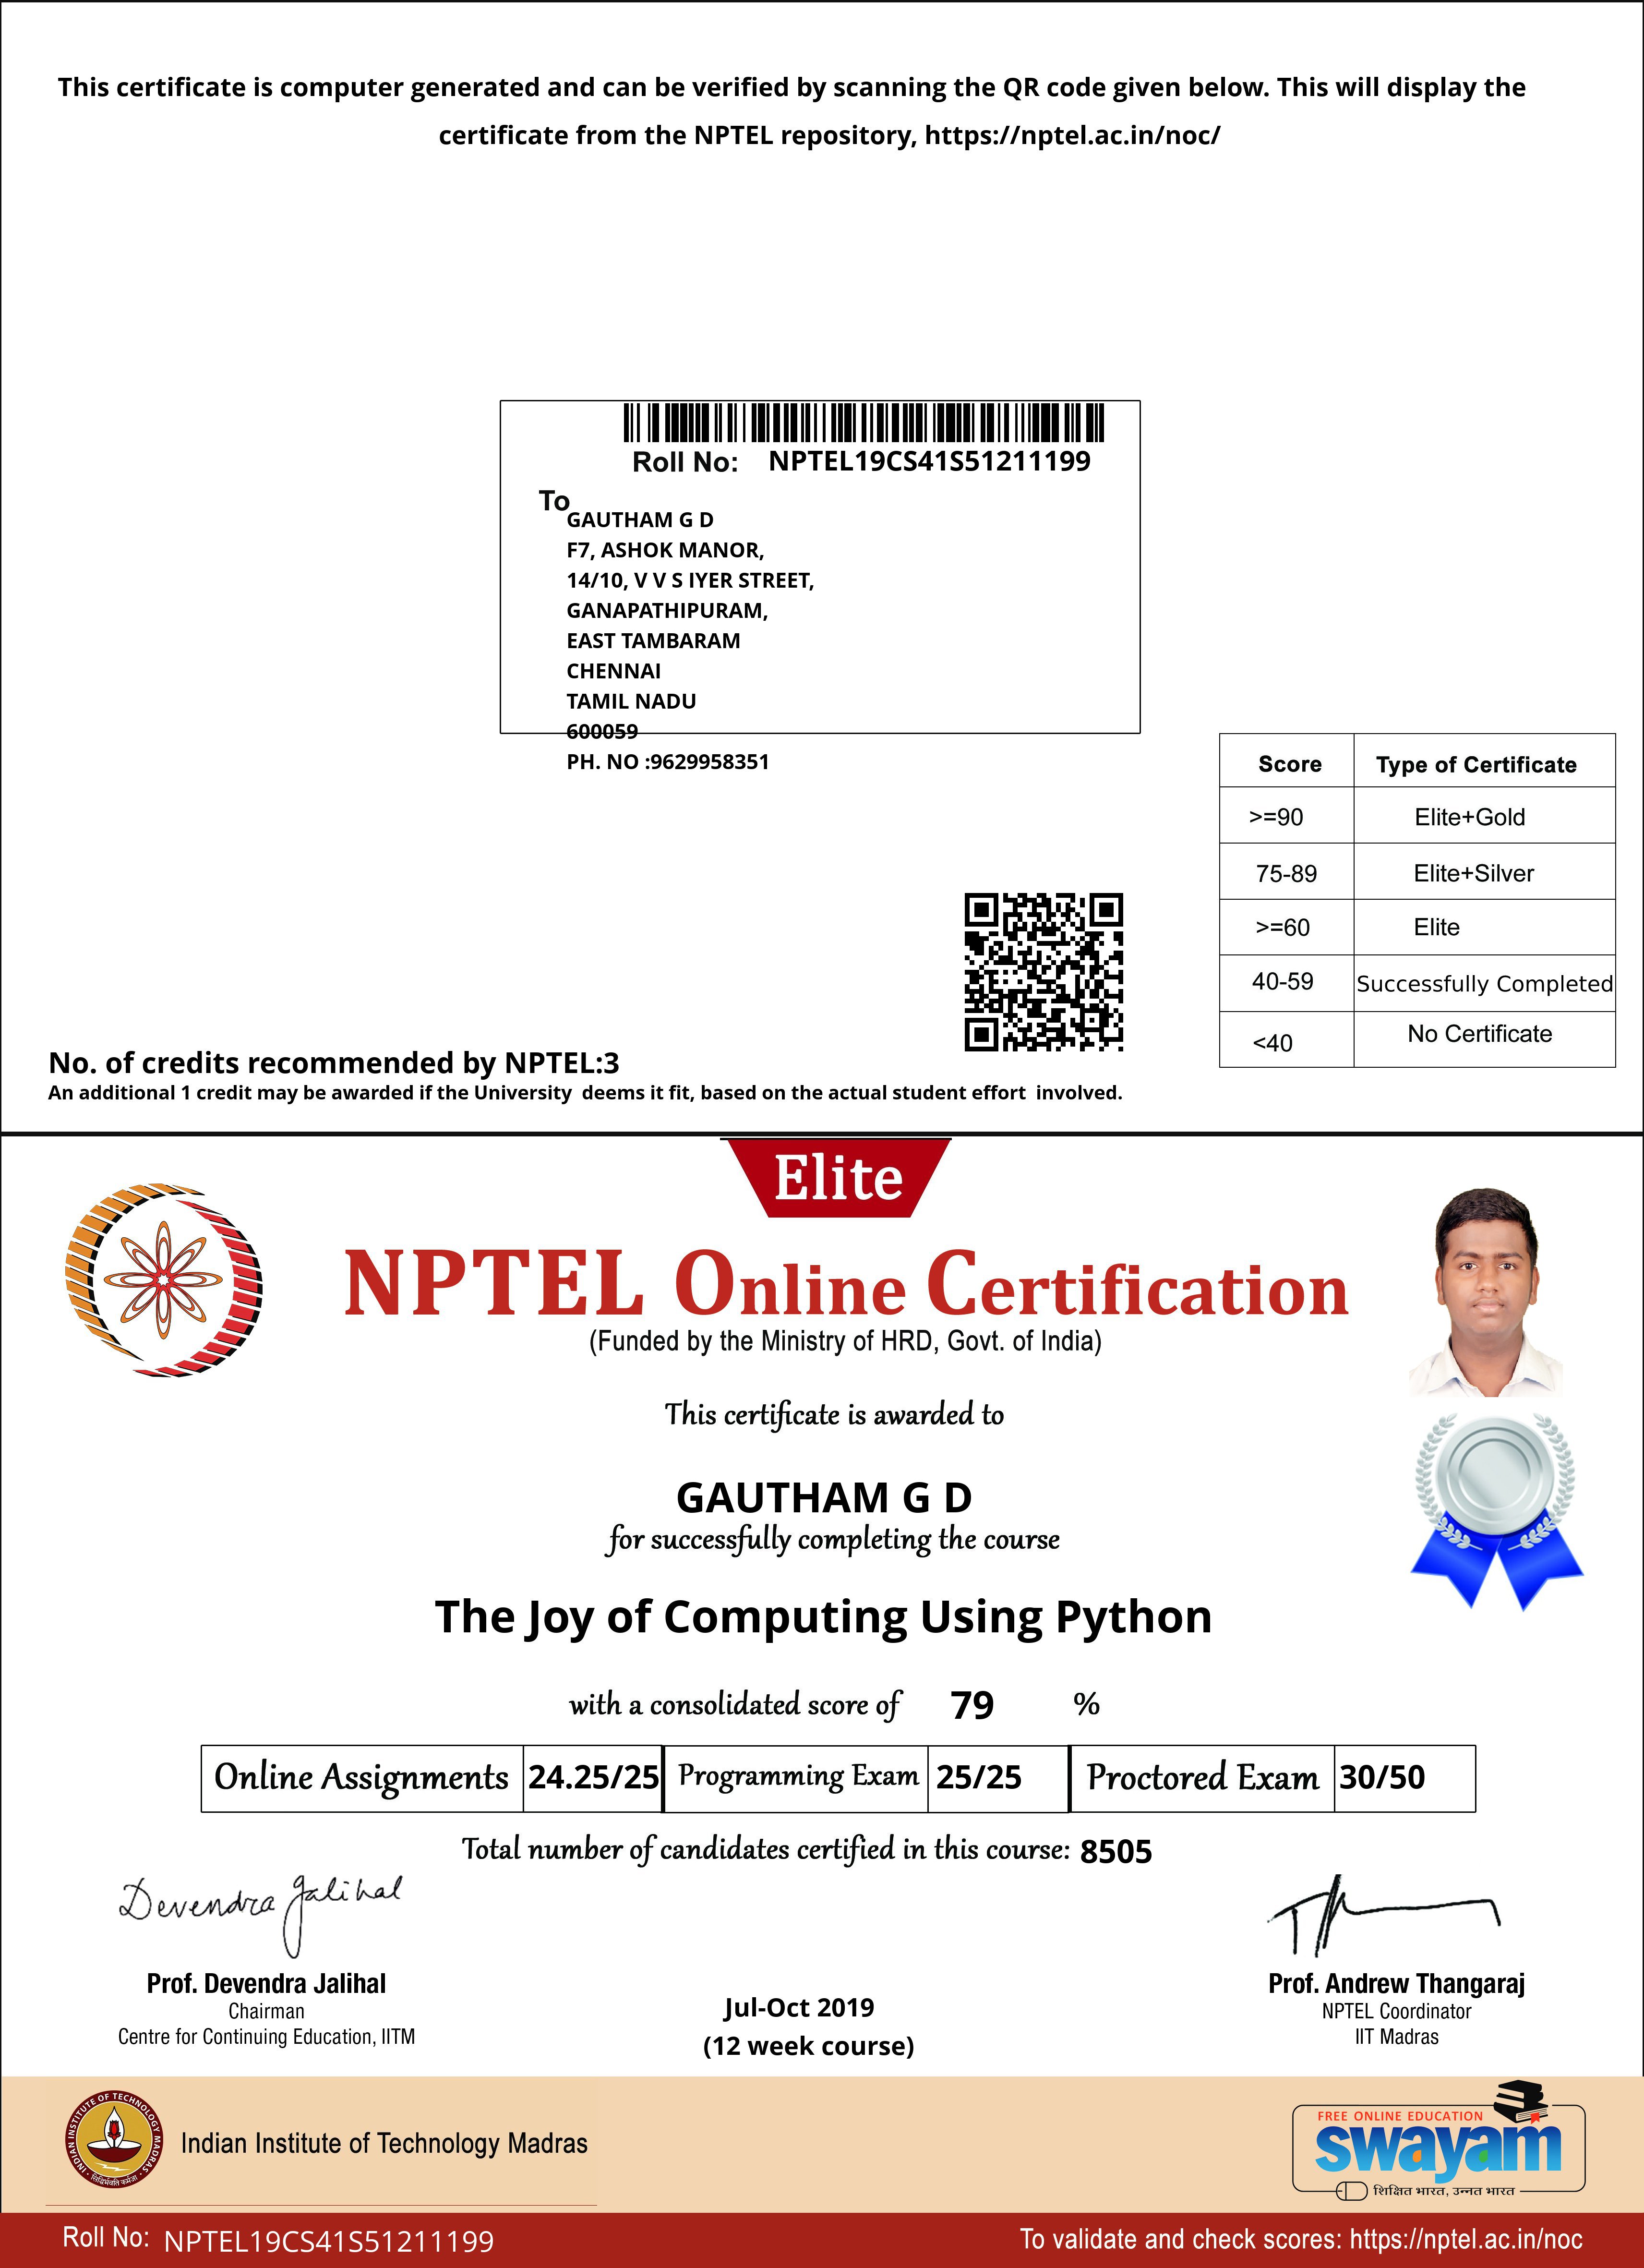 This certificate is computer generated and can be verified by scanning the QR code given below. This will display the
certificate from the NPTEL repository, https://nptel.ac.in/noc/
Roll No: NPTEL19CS41S51211199
To
GAUTHAM G D
F7, ASHOK MANOR,
14/10, V V S IYER STREET,
GANAPATHIPURAM,
EAST TAMBARAM
CHENNAI
TAMIL NADU
600059
PH. NO :9629958351
Score Type of Certificate
>=90 Elite+Gold
75-89 Elite+Silver
>=60 Elite
40-59 Successfully Completed
<40 No Certificate
No. of credits recommended by NPTEL:3
An additional 1 credit may be awarded if the University deems it fit, based on the actual student effort involved.
Elite
NPTEL Online Certification
(Funded by the Ministry of HRD, Govt. of India)
This certificate is awarded to
GAUTHAM G D
for successfully completing the course
The Joy of Computing Using Python
with a consolidated score of 79 %
Online Assignments 24.25/25 Programming Exam 25/25 Proctored Exam 30/50
Total number of candidates certified in this course: 8505
Devendra Jalihal
Prof. Devendra Jalihal
Chairman
Centre for Continuing Education, IITM
Jul-Oct 2019
(12 week course)
Prof. Andrew Thangaraj
NPTEL Coordinator
IIT Madras
INDIAN INSTITUTE OF TECHNOLOGY MADRAS
सिद्धिर्भवति कर्मजा
Indian Institute of Technology Madras
FREE ONLINE EDUCATION
swayam
शिक्षित भारत, उन्नत भारत
Roll No: NPTEL19CS41S51211199
To validate and check scores: https://nptel.ac.in/noc